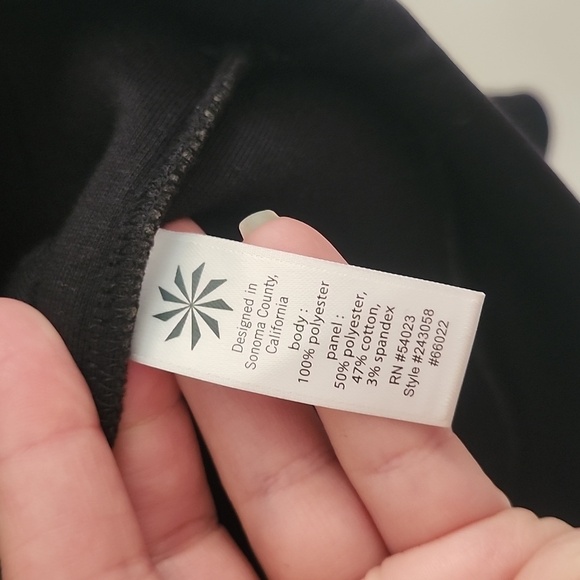 Designed in
Sonoma County,
California
body :
100% polyester
panel :
50% polyester,
47% cotton,
3% spandex
RN #54023
Style #243058
#66022